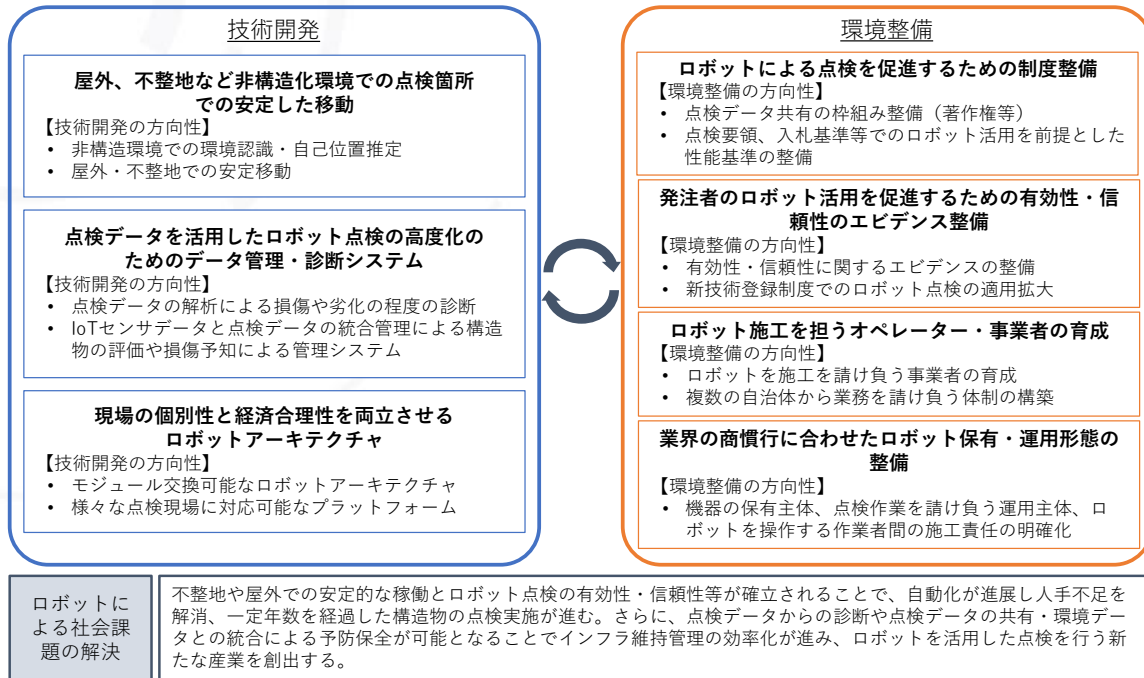 技術開発
屋外、不整地など非構造化環境での点検箇所
での安定した移動
【技術開発の方向性】
• 非構造環境での環境認識・自己位置推定
• 屋外・不整地での安定移動
点検データを活用したロボット点検の高度化の
ためのデータ管理・診断システム
【技術開発の方向性】
• 点検データの解析による損傷や劣化の程度の診断
• IoTセンサデータと点検データの統合管理による構造
物の評価や損傷予知による管理システム
現場の個別性と経済合理性を両立させる
ロボットアーキテクチャ
【技術開発の方向性】
• モジュール交換可能なロボットアーキテクチャ
• 様々な点検現場に対応可能なプラットフォーム
環境整備
ロボットによる点検を促進するための制度整備
【環境整備の方向性】
• 点検データ共有の枠組み整備（著作権等）
• 点検要領、入札基準等でのロボット活用を前提とした
性能基準の整備
発注者のロボット活用を促進するための有効性・信
頼性のエビデンス整備
【環境整備の方向性】
• 有効性・信頼性に関するエビデンスの整備
• 新技術登録制度でのロボット点検の適用拡大
ロボット施工を担うオペレーター・事業者の育成
【環境整備の方向性】
• ロボットを施工を請け負う事業者の育成
• 複数の自治体から業務を請け負う体制の構築
業界の商慣行に合わせたロボット保有・運用形態の
整備
【環境整備の方向性】
• 機器の保有主体、点検作業を請け負う運用主体、ロ
ボットを操作する作業者間の施工責任の明確化
ロボットに
よる社会課
題の解決
不整地や屋外での安定的な稼働とロボット点検の有効性・信頼性等が確立されることで、自動化が進展し人手不足を
解消、一定年数を経過した構造物の点検実施が進む。さらに、点検データからの診断や点検データの共有・環境デー
タとの統合による予防保全が可能となることでインフラ維持管理の効率化が進み、ロボットを活用した点検を行う新
たな産業を創出する。